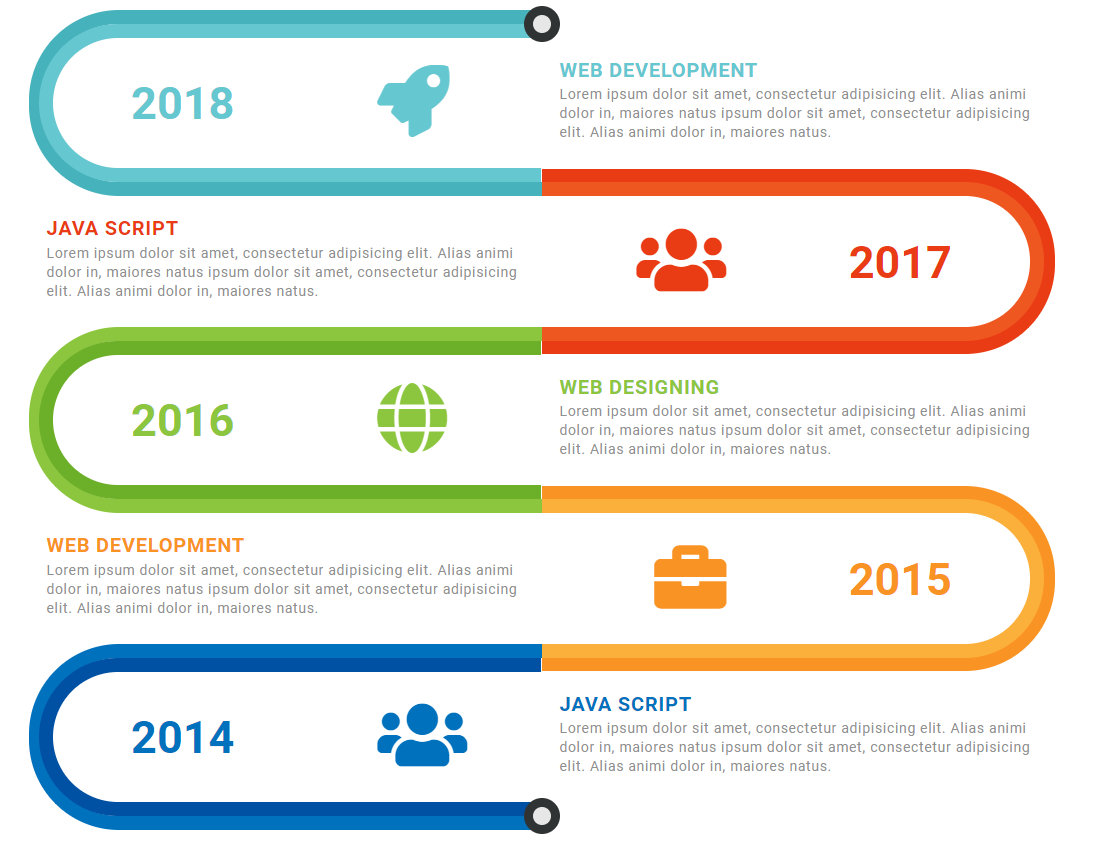 2018
WEB DEVELOPMENT
Lorem ipsum dolor sit amet, consectetur adipisicing elit. Alias animi
dolor in, maiores natus ipsum dolor sit amet, consectetur adipisicing
elit. Alias animi dolor in, maiores natus.
JAVA SCRIPT
Lorem ipsum dolor sit amet, consectetur adipisicing elit. Alias animi
dolor in, maiores natus ipsum dolor sit amet, consectetur adipisicing
elit. Alias animi dolor in, maiores natus.
2017
2016
WEB DESIGNING
Lorem ipsum dolor sit amet, consectetur adipisicing elit. Alias animi
dolor in, maiores natus ipsum dolor sit amet, consectetur adipisicing
elit. Alias animi dolor in, maiores natus.
WEB DEVELOPMENT
Lorem ipsum dolor sit amet, consectetur adipisicing elit. Alias animi
dolor in, maiores natus ipsum dolor sit amet, consectetur adipisicing
elit. Alias animi dolor in, maiores natus.
2015
2014
JAVA SCRIPT
Lorem ipsum dolor sit amet, consectetur adipisicing elit. Alias animi
dolor in, maiores natus ipsum dolor sit amet, consectetur adipisicing
elit. Alias animi dolor in, maiores natus.